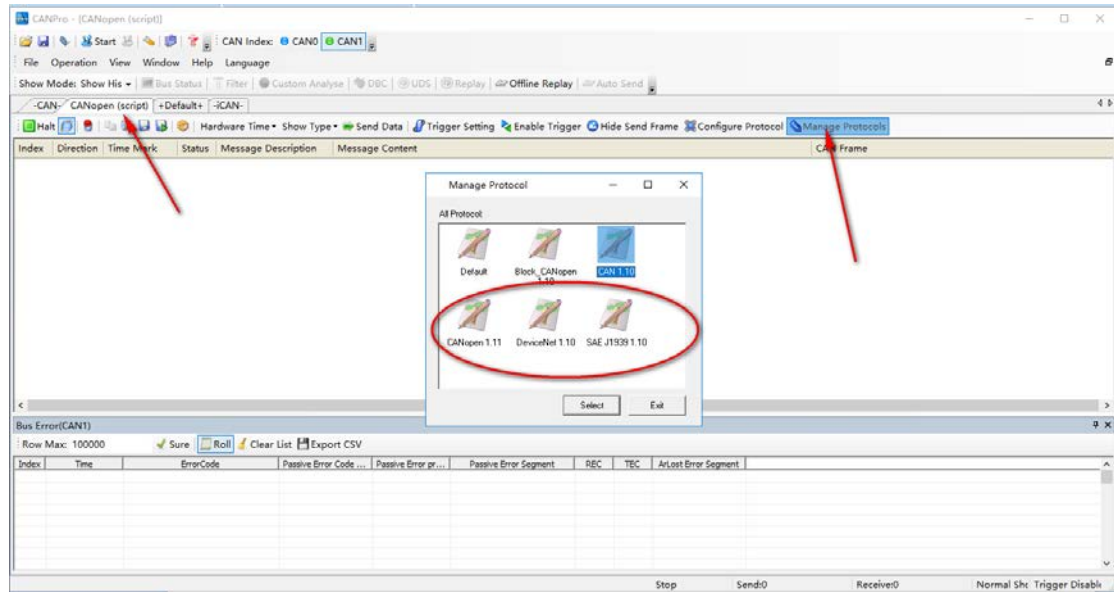 CANPro - [CANopen (script)]
Start CAN Index: CAN0 CAN1
File Operation View Window Help Language
Show Mode: Show His Bus Status Filter Custom Analyse DBC UDS Replay Offline Replay Auto Send
-CAN- CANopen (script) +Default+ -iCAN-
Halt Hardware Time Show Type Send Data Trigger Setting Enable Trigger Hide Send Frame Configure Protocol Manage Protocols
Index Direction Time Mark Status Message Description Message Content CAN Frame
Manage Protocol
All Protocol:
Default Block_CANopen 1.10 CAN 1.10
CANopen 1.11 DeviceNet 1.10 SAE J1939 1.10
Select Exit
Bus Error(CAN1)
Row Max: 100000 Sure Roll Clear List Export CSV
Index Time ErrorCode Passive Error Code ... Passive Error pr... Passive Error Segment REC TEC ArLost Error Segment
Stop Send:0 Receive:0 Normal Shc Trigger Disable